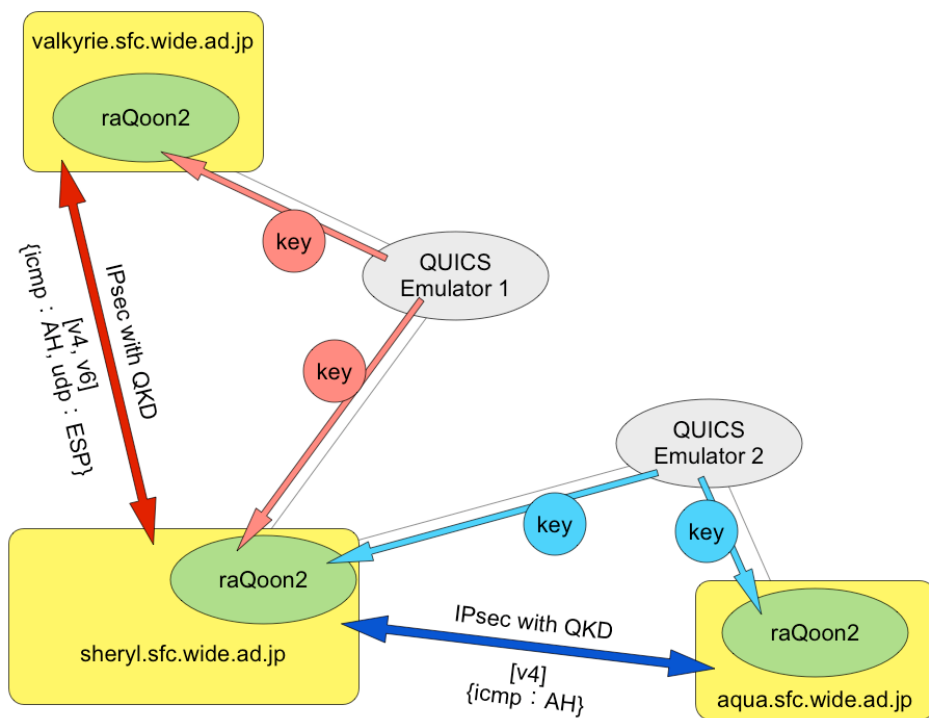 valkyrie.sfc.wide.ad.jp
raQoon2
key
QUICS
Emulator 1
key
IPsec with QKD
[v4, v6]
{icmp：AH, udp：ESP}
QUICS
Emulator 2
key
key
raQoon2
sheryl.sfc.wide.ad.jp
IPsec with QKD
[v4]
{icmp：AH}
raQoon2
aqua.sfc.wide.ad.jp